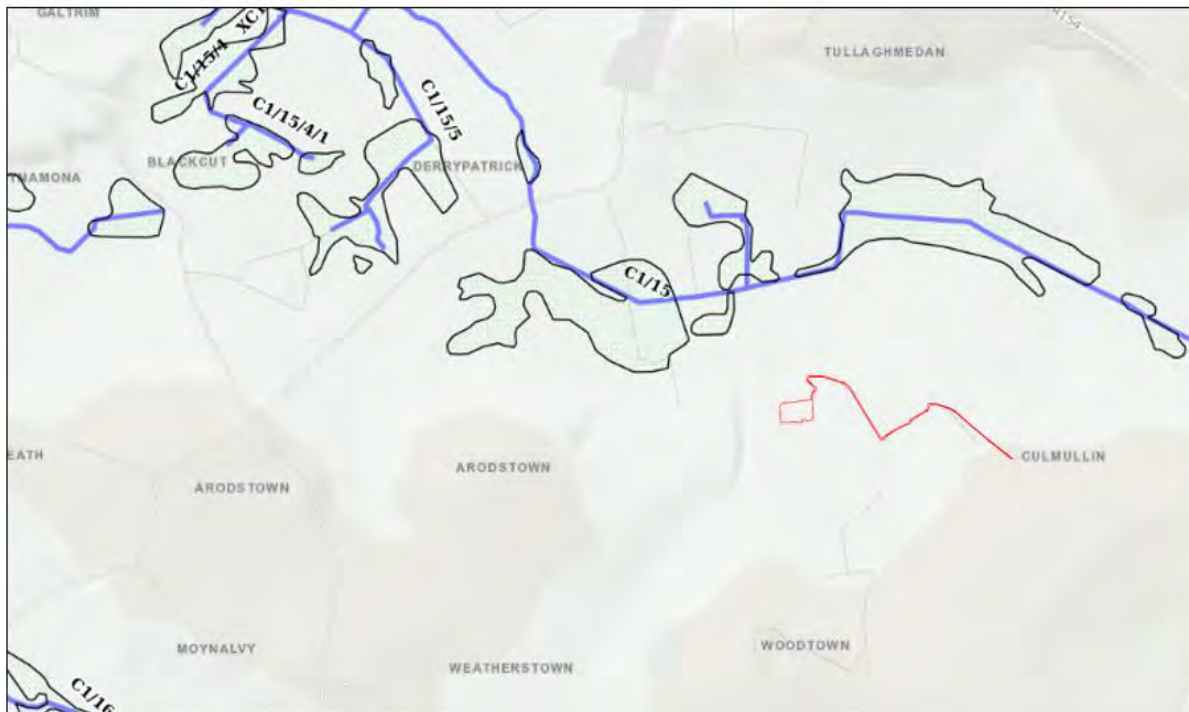 GALTRIM
R154
TULLAGHMEDAN
C1/15/4
C1/15/5
C1/15/4/1
BLACKCUT
DERRYPATRICK
C1/15
EATH
CULMULLIN
ARODSTOWN
ARODSTOWN
MOYNALVY
WOODTOWN
WEATHERSTOWN
C1/16